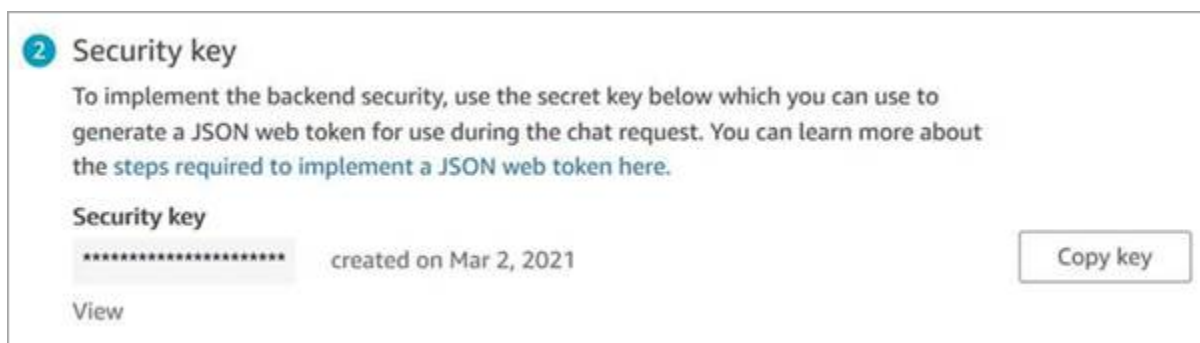 2 Security key
To implement the backend security, use the secret key below which you can use to
generate a JSON web token for use during the chat request. You can learn more about
the steps required to implement a JSON web token here.
Security key
********************** created on Mar 2, 2021 Copy key
View